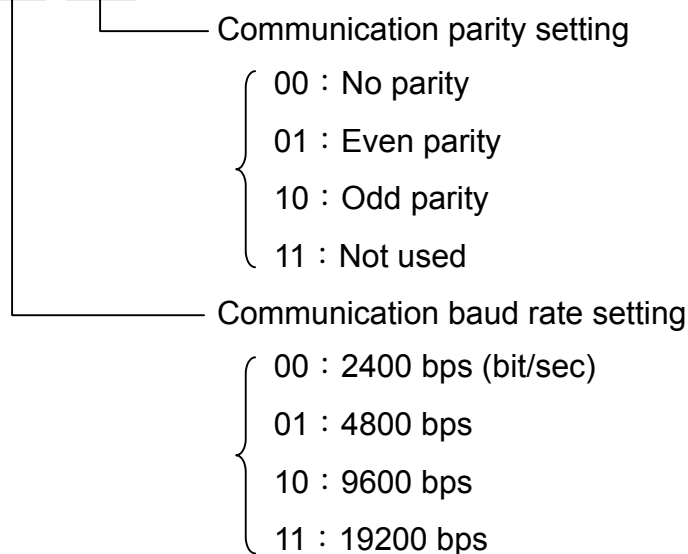 Communication parity setting
00：No parity
01：Even parity
10：Odd parity
11：Not used
Communication baud rate setting
00：2400 bps (bit/sec)
01：4800 bps
10：9600 bps
11：19200 bps